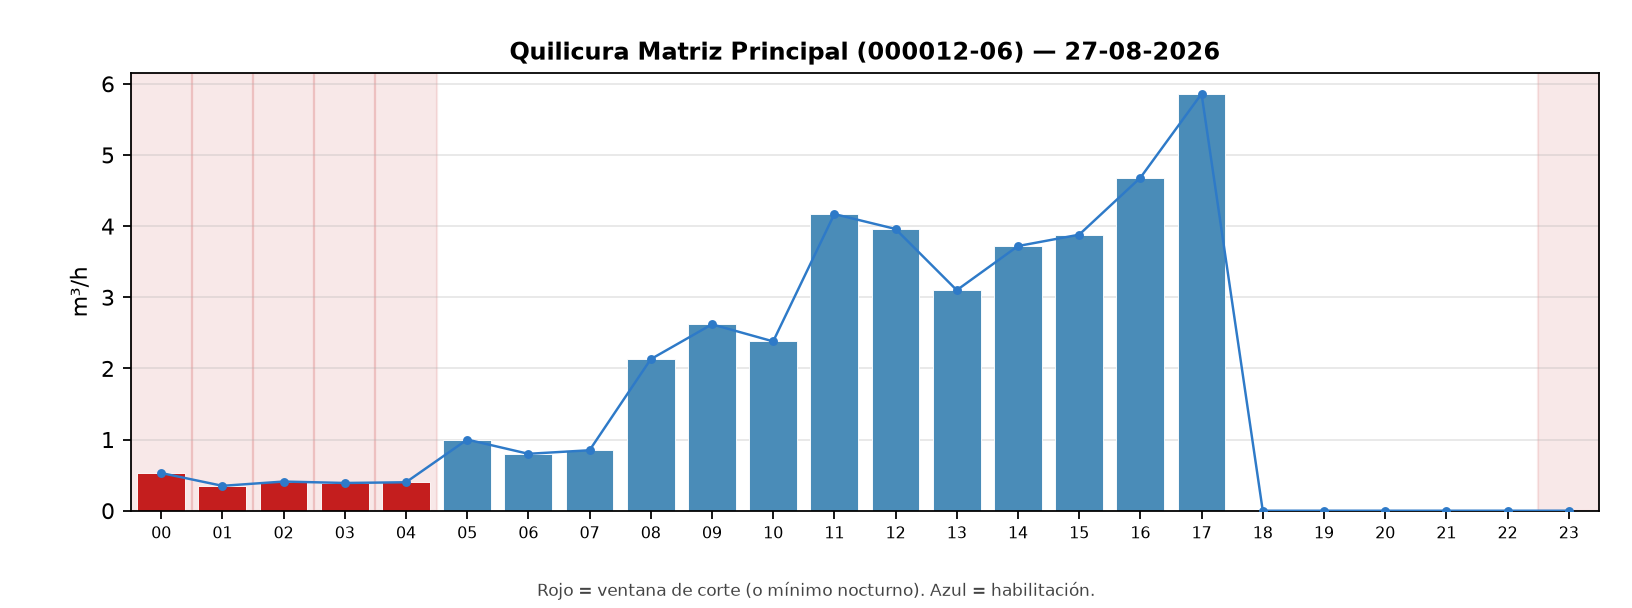 Quilicura Matriz Principal (000012-06) — 27-08-2026
m³/h
6
5
4
3
2
1
0
00 01 02 03 04 05 06 07 08 09 10 11 12 13 14 15 16 17 18 19 20 21 22 23
Rojo = ventana de corte (o mínimo nocturno). Azul = habilitación.